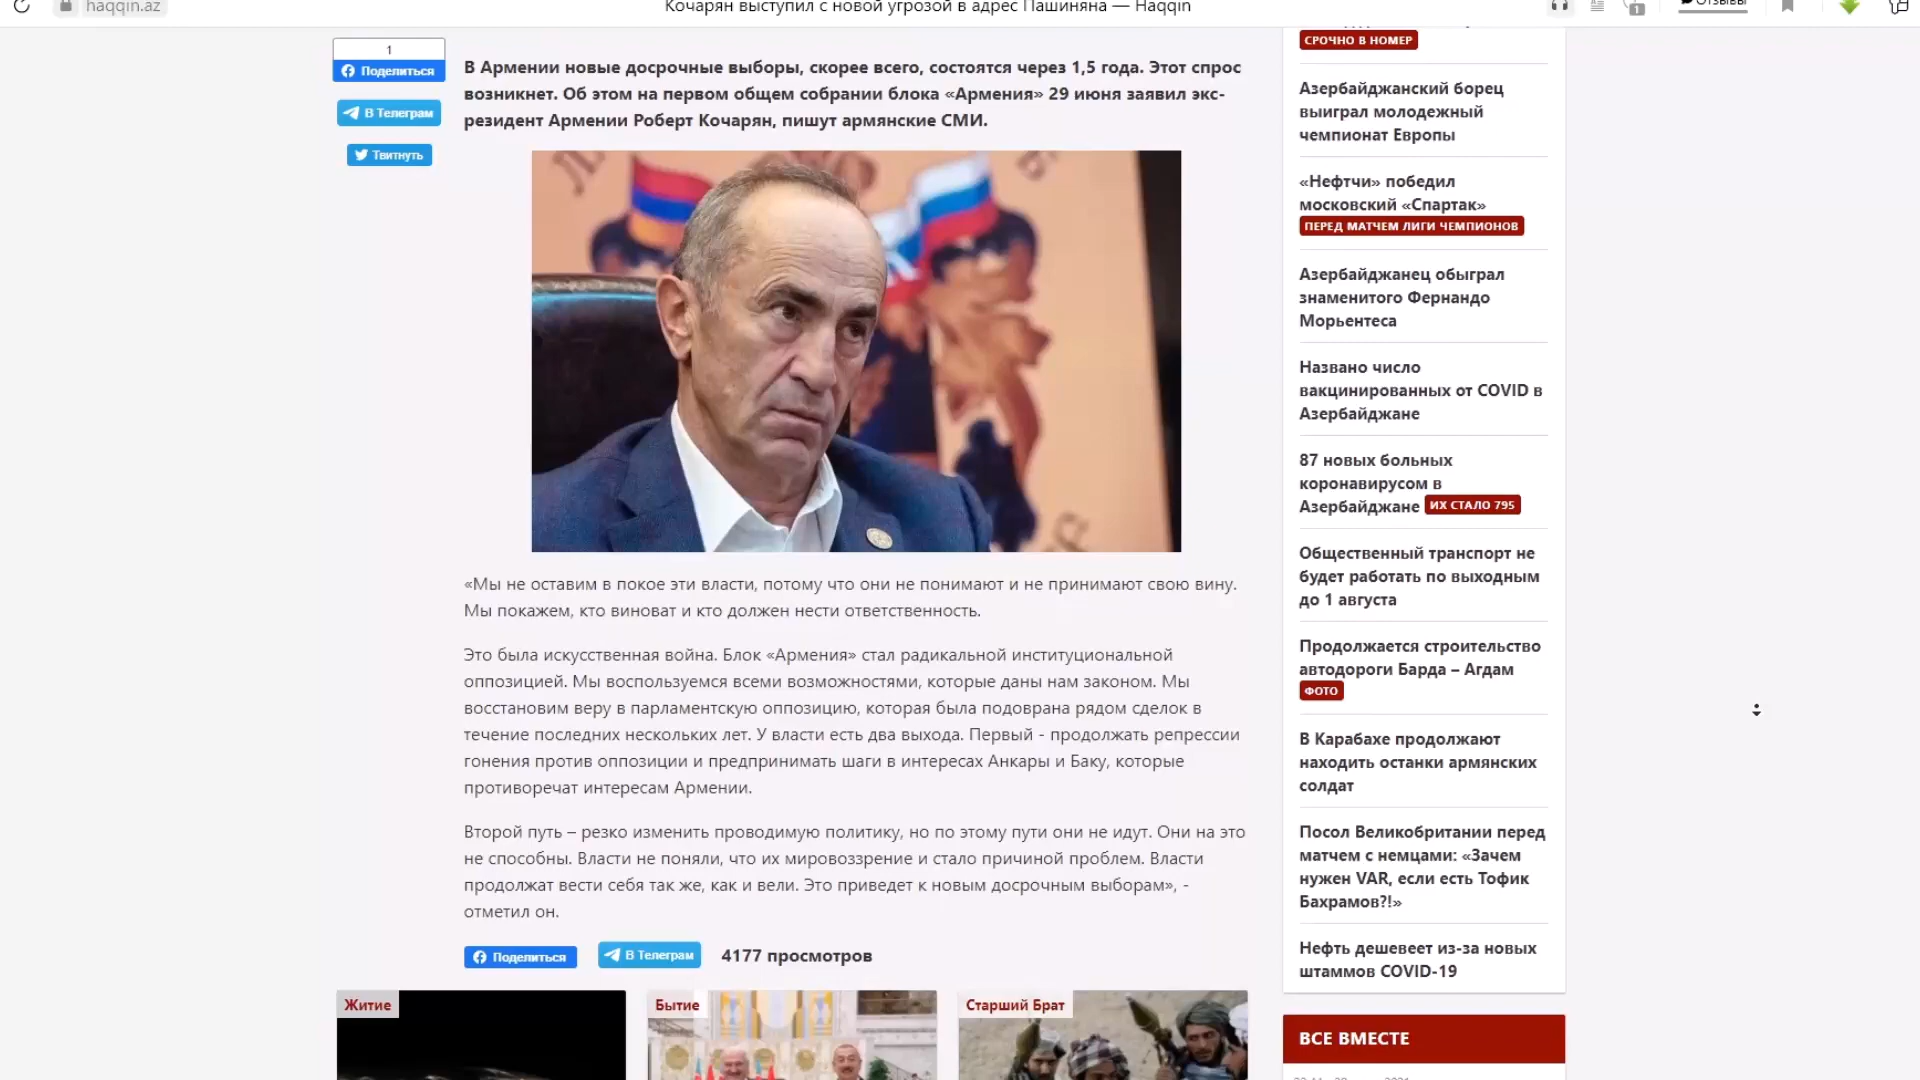 haqqin.az
Кочарян выступил с новой угрозой в адрес Пашиняна — Haqqin
Отзывы
1
1
Поделиться
В Телеграм
Твитнуть
В Армении новые досрочные выборы, скорее всего, состоятся через 1,5 года. Этот спрос
возникнет. Об этом на первом общем собрании блока «Армения» 29 июня заявил экс-
резидент Армении Роберт Кочарян, пишут армянские СМИ.
«Мы не оставим в покое эти власти, потому что они не понимают и не принимают свою вину.
Мы покажем, кто виноват и кто должен нести ответственность.
Это была искусственная война. Блок «Армения» стал радикальной институциональной
оппозицией. Мы воспользуемся всеми возможностями, которые даны нам законом. Мы
восстановим веру в парламентскую оппозицию, которая была подоврана рядом сделок в
течение последних нескольких лет. У власти есть два выхода. Первый - продолжать репрессии
гонения против оппозиции и предпринимать шаги в интересах Анкары и Баку, которые
противоречат интересам Армении.
Второй путь – резко изменить проводимую политику, но по этому пути они не идут. Они на это
не способны. Власти не поняли, что их мировоззрение и стало причиной проблем. Власти
продолжат вести себя так же, как и вели. Это приведет к новым досрочным выборам», -
отметил он.
Поделиться
В Телеграм
4177 просмотров
Житие
Бытие
Старший Брат
СРОЧНО В НОМЕР
Азербайджанский борец
выиграл молодежный
чемпионат Европы
«Нефтчи» победил
московский «Спартак»
ПЕРЕД МАТЧЕМ ЛИГИ ЧЕМПИОНОВ
Азербайджанец обыграл
знаменитого Фернандо
Морьентеса
Названо число
вакцинированных от COVID в
Азербайджане
87 новых больных
коронавирусом в
Азербайджане ИХ СТАЛО 795
Общественный транспорт не
будет работать по выходным
до 1 августа
Продолжается строительство
автодороги Барда – Агдам
ФОТО
В Карабахе продолжают
находить останки армянских
солдат
Посол Великобритании перед
матчем с немцами: «Зачем
нужен VAR, если есть Тофик
Бахрамов?!»
Нефть дешевеет из-за новых
штаммов COVID-19
ВСЕ ВМЕСТЕ